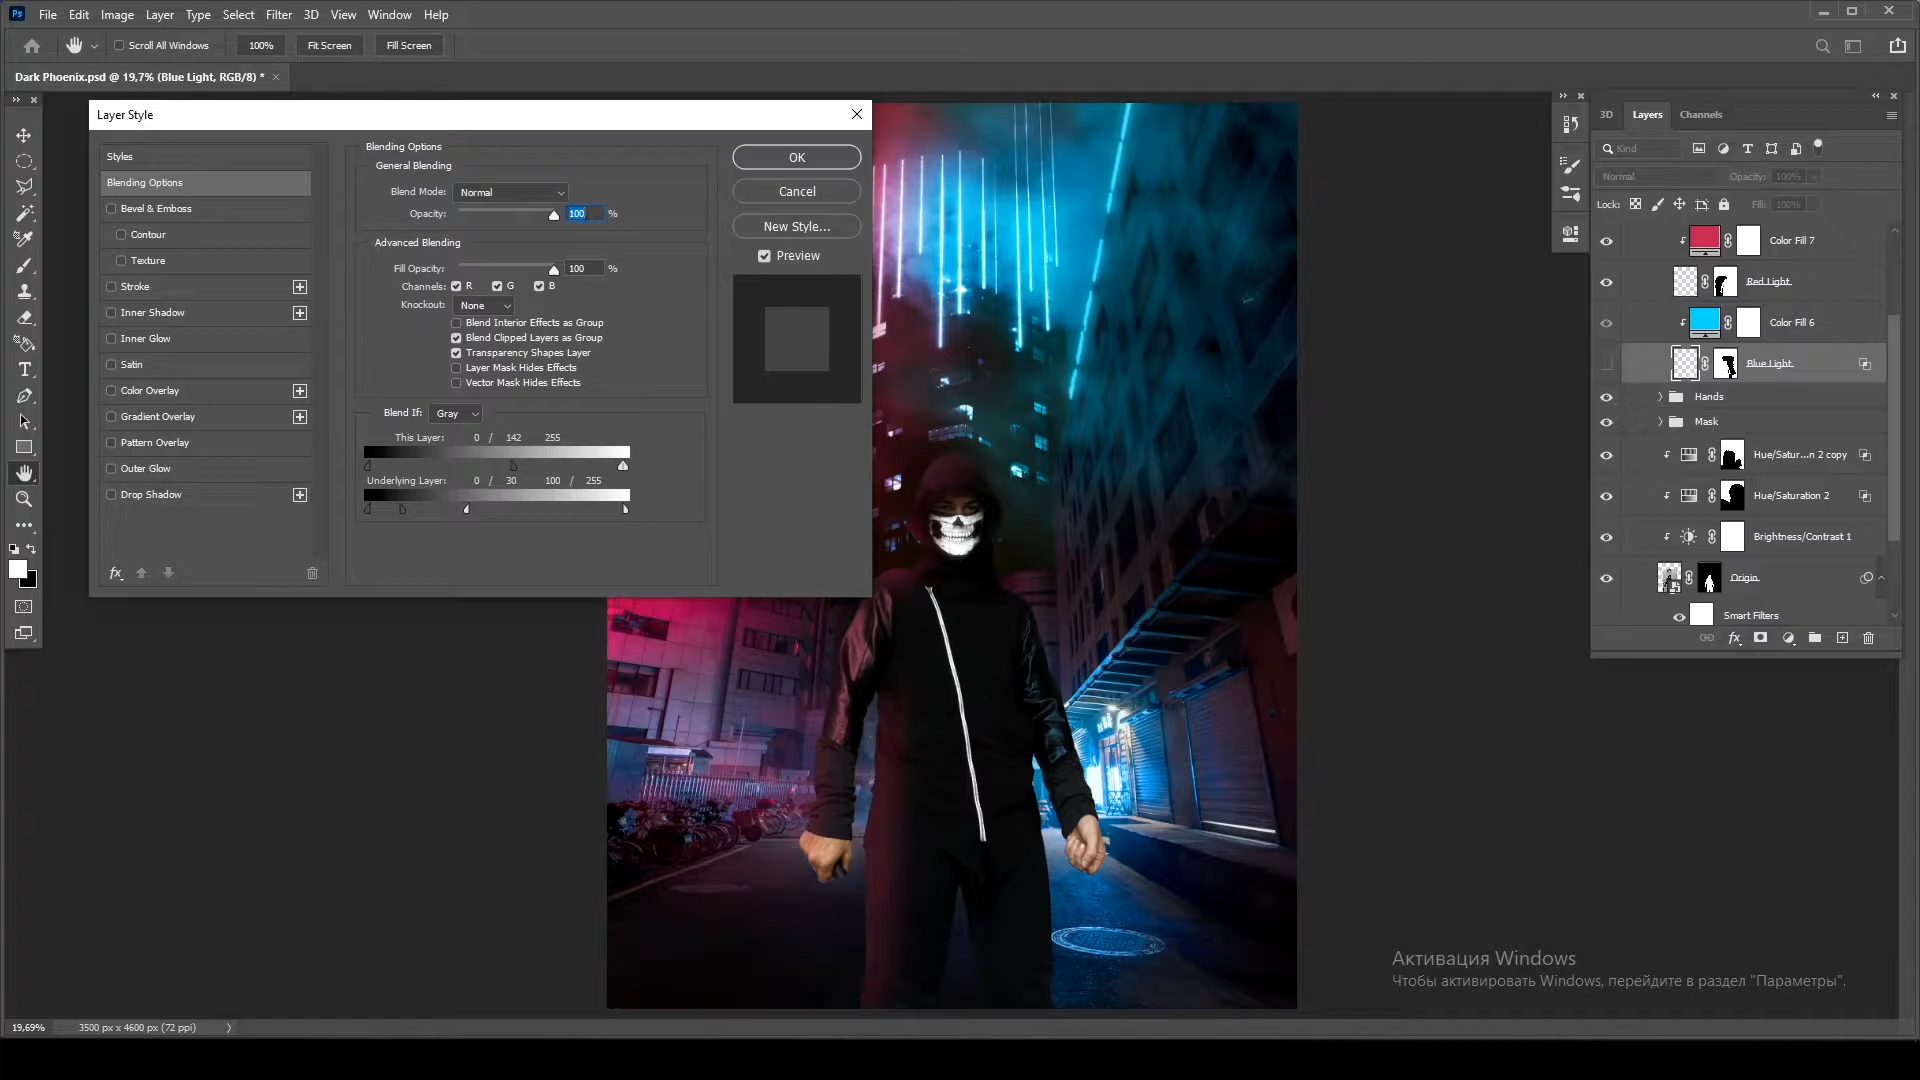 Ps File Edit Image Layer Type Select Filter 3D View Window Help
Scroll All Windows 100% Fit Screen Fill Screen
Dark Phoenix.psd @ 19,7% (Blue Light, RGB/8) *
Layer Style
Styles
Blending Options
Bevel & Emboss
Contour
Texture
Stroke
Inner Shadow
Inner Glow
Satin
Color Overlay
Gradient Overlay
Pattern Overlay
Outer Glow
Drop Shadow
fx
Blending Options
General Blending
Blend Mode: Normal
Opacity: 100 %
Advanced Blending
Fill Opacity: 100 %
Channels: R G B
Knockout: None
Blend Interior Effects as Group
Blend Clipped Layers as Group
Transparency Shapes Layer
Layer Mask Hides Effects
Vector Mask Hides Effects
Blend If: Gray
This Layer: 0 / 142 255
Underlying Layer: 0 / 30 100 / 255
OK
Cancel
New Style...
Preview
3D Layers Channels
Kind
Normal Opacity: 100%
Lock: Fill: 100%
Color Fill 7
Red Light
Color Fill 6
Blue Light
Hands
Mask
Hue/Satur...n 2 copy
Hue/Saturation 2
Brightness/Contrast 1
Origin
Smart Filters
fx
Активация Windows
Чтобы активировать Windows, перейдите в раздел "Параметры".
19,69% 3500 px x 4600 px (72 ppi)